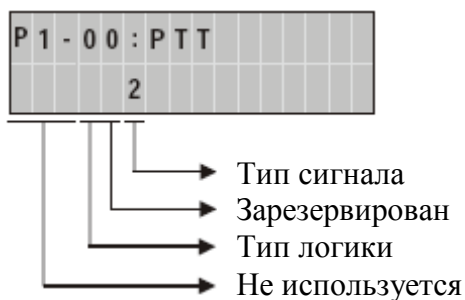 P1-00:PTT
2
Тип сигнала
Зарезервирован
Тип логики
Не используется